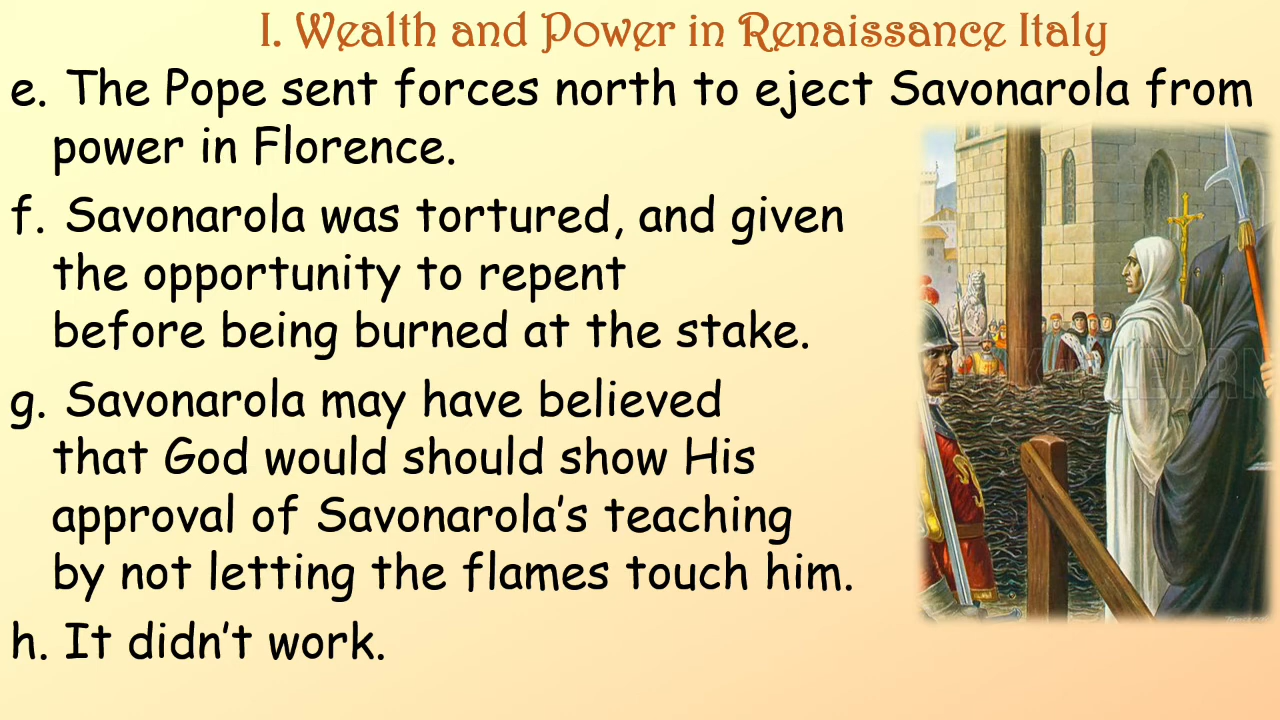 I. Wealth and Power in Renaissance Italy
e. The Pope sent forces north to eject Savonarola from
power in Florence.
f. Savonarola was tortured, and given
the opportunity to repent
before being burned at the stake.
g. Savonarola may have believed
that God would should show His
approval of Savonarola’s teaching
by not letting the flames touch him.
h. It didn’t work.
LEARN